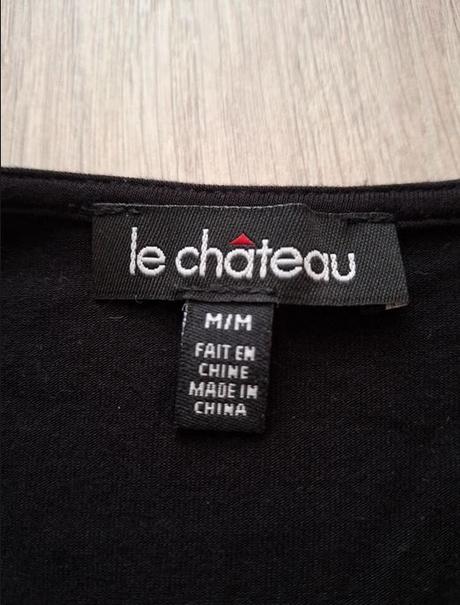 le château
M/M
FAIT EN
CHINE
MADE IN
CHINA